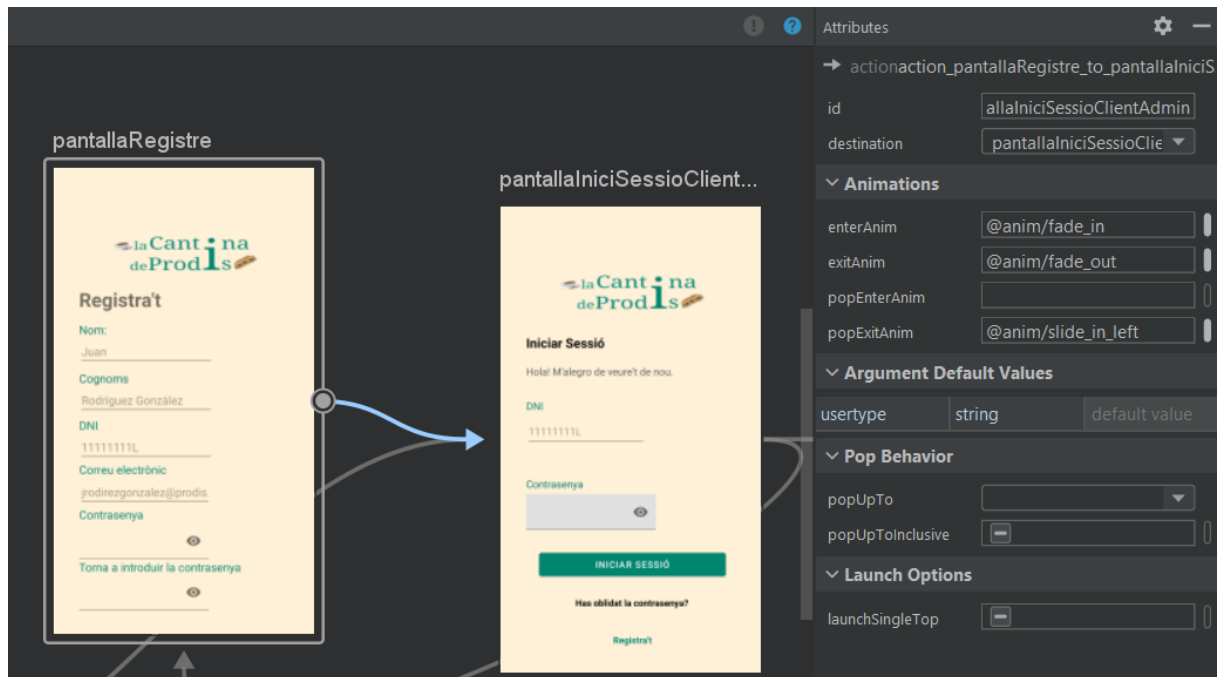 Attributes
actionaction_pantallaRegistre_to_pantallaIniciS
id
allaIniciSessioClientAdmin
destination
pantallaIniciSessioClie
Animations
enterAnim
@anim/fade_in
exitAnim
@anim/fade_out
popEnterAnim
popExitAnim
@anim/slide_in_left
Argument Default Values
usertype string default value
Pop Behavior
popUpTo
popUpToInclusive
Launch Options
launchSingleTop
pantallaRegistre
la Cantina
de Prodis
Registra't
Nom:
Juan
Cognoms
Rodriguez González
DNI
11111111L
Correu electrònic
jrodirezgonzalez@prodis
Contrasenya
Torna a introduir la contrasenya
pantallaIniciSessioClient...
la Cantina
de Prodis
Iniciar Sessió
Hola! M'alegro de veure't de nou.
DNI
11111111L
Contrasenya
INICIAR SESSIÓ
Has oblidat la contrasenya?
Registra't